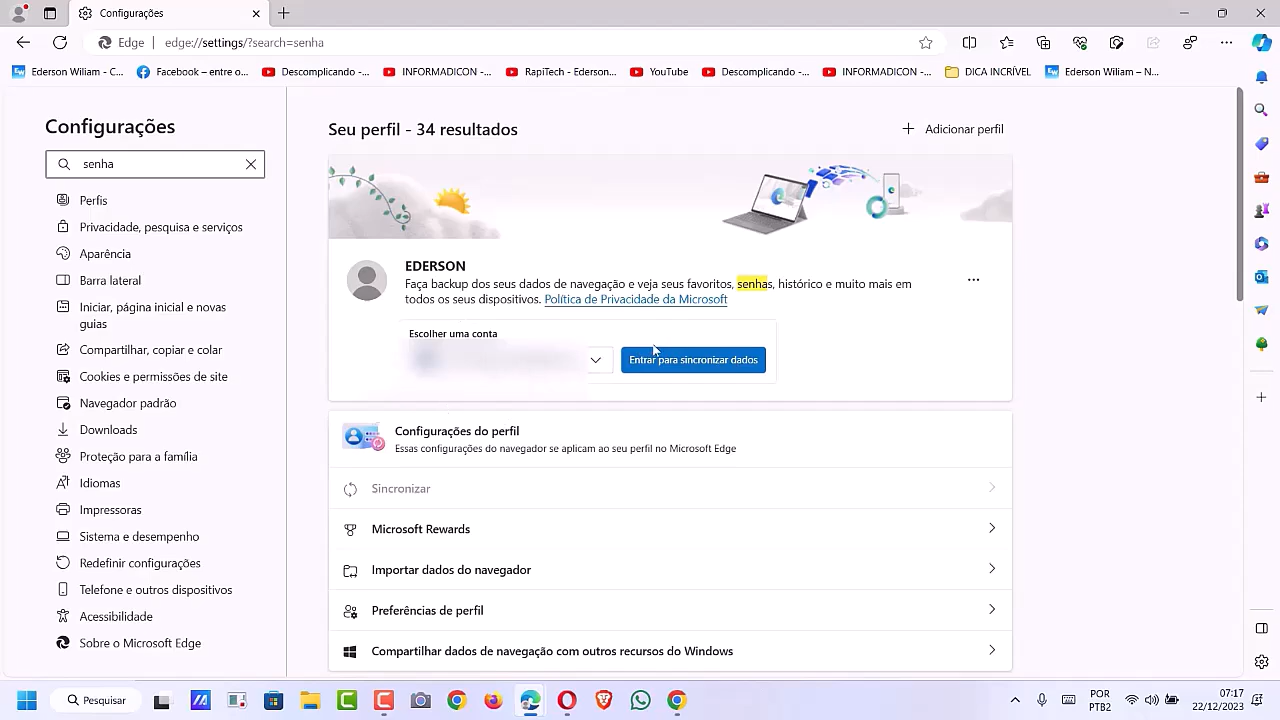 Configurações
Edge
edge://settings/?search=senha
Ederson Wiliam - C...
Facebook – entre o...
Descomplicando -...
INFORMADICON -...
RapiTech - Ederson...
YouTube
Descomplicando -...
INFORMADICON -...
DICA INCRÍVEL
Ederson Wiliam – N...
Configurações
senha
Perfis
Privacidade, pesquisa e serviços
Aparência
Barra lateral
Iniciar, página inicial e novas
guias
Compartilhar, copiar e colar
Cookies e permissões de site
Navegador padrão
Downloads
Proteção para a família
Idiomas
Impressoras
Sistema e desempenho
Redefinir configurações
Telefone e outros dispositivos
Acessibilidade
Sobre o Microsoft Edge
Seu perfil - 34 resultados
Adicionar perfil
EDERSON
Faça backup dos seus dados de navegação e veja seus favoritos, senhas, histórico e muito mais em
todos os seus dispositivos. Política de Privacidade da Microsoft
Escolher uma conta
Entrar para sincronizar dados
Configurações do perfil
Essas configurações do navegador se aplicam ao seu perfil no Microsoft Edge
Sincronizar
Microsoft Rewards
Importar dados do navegador
Preferências de perfil
Compartilhar dados de navegação com outros recursos do Windows
Pesquisar
POR
PTB2
07:17
22/12/2023